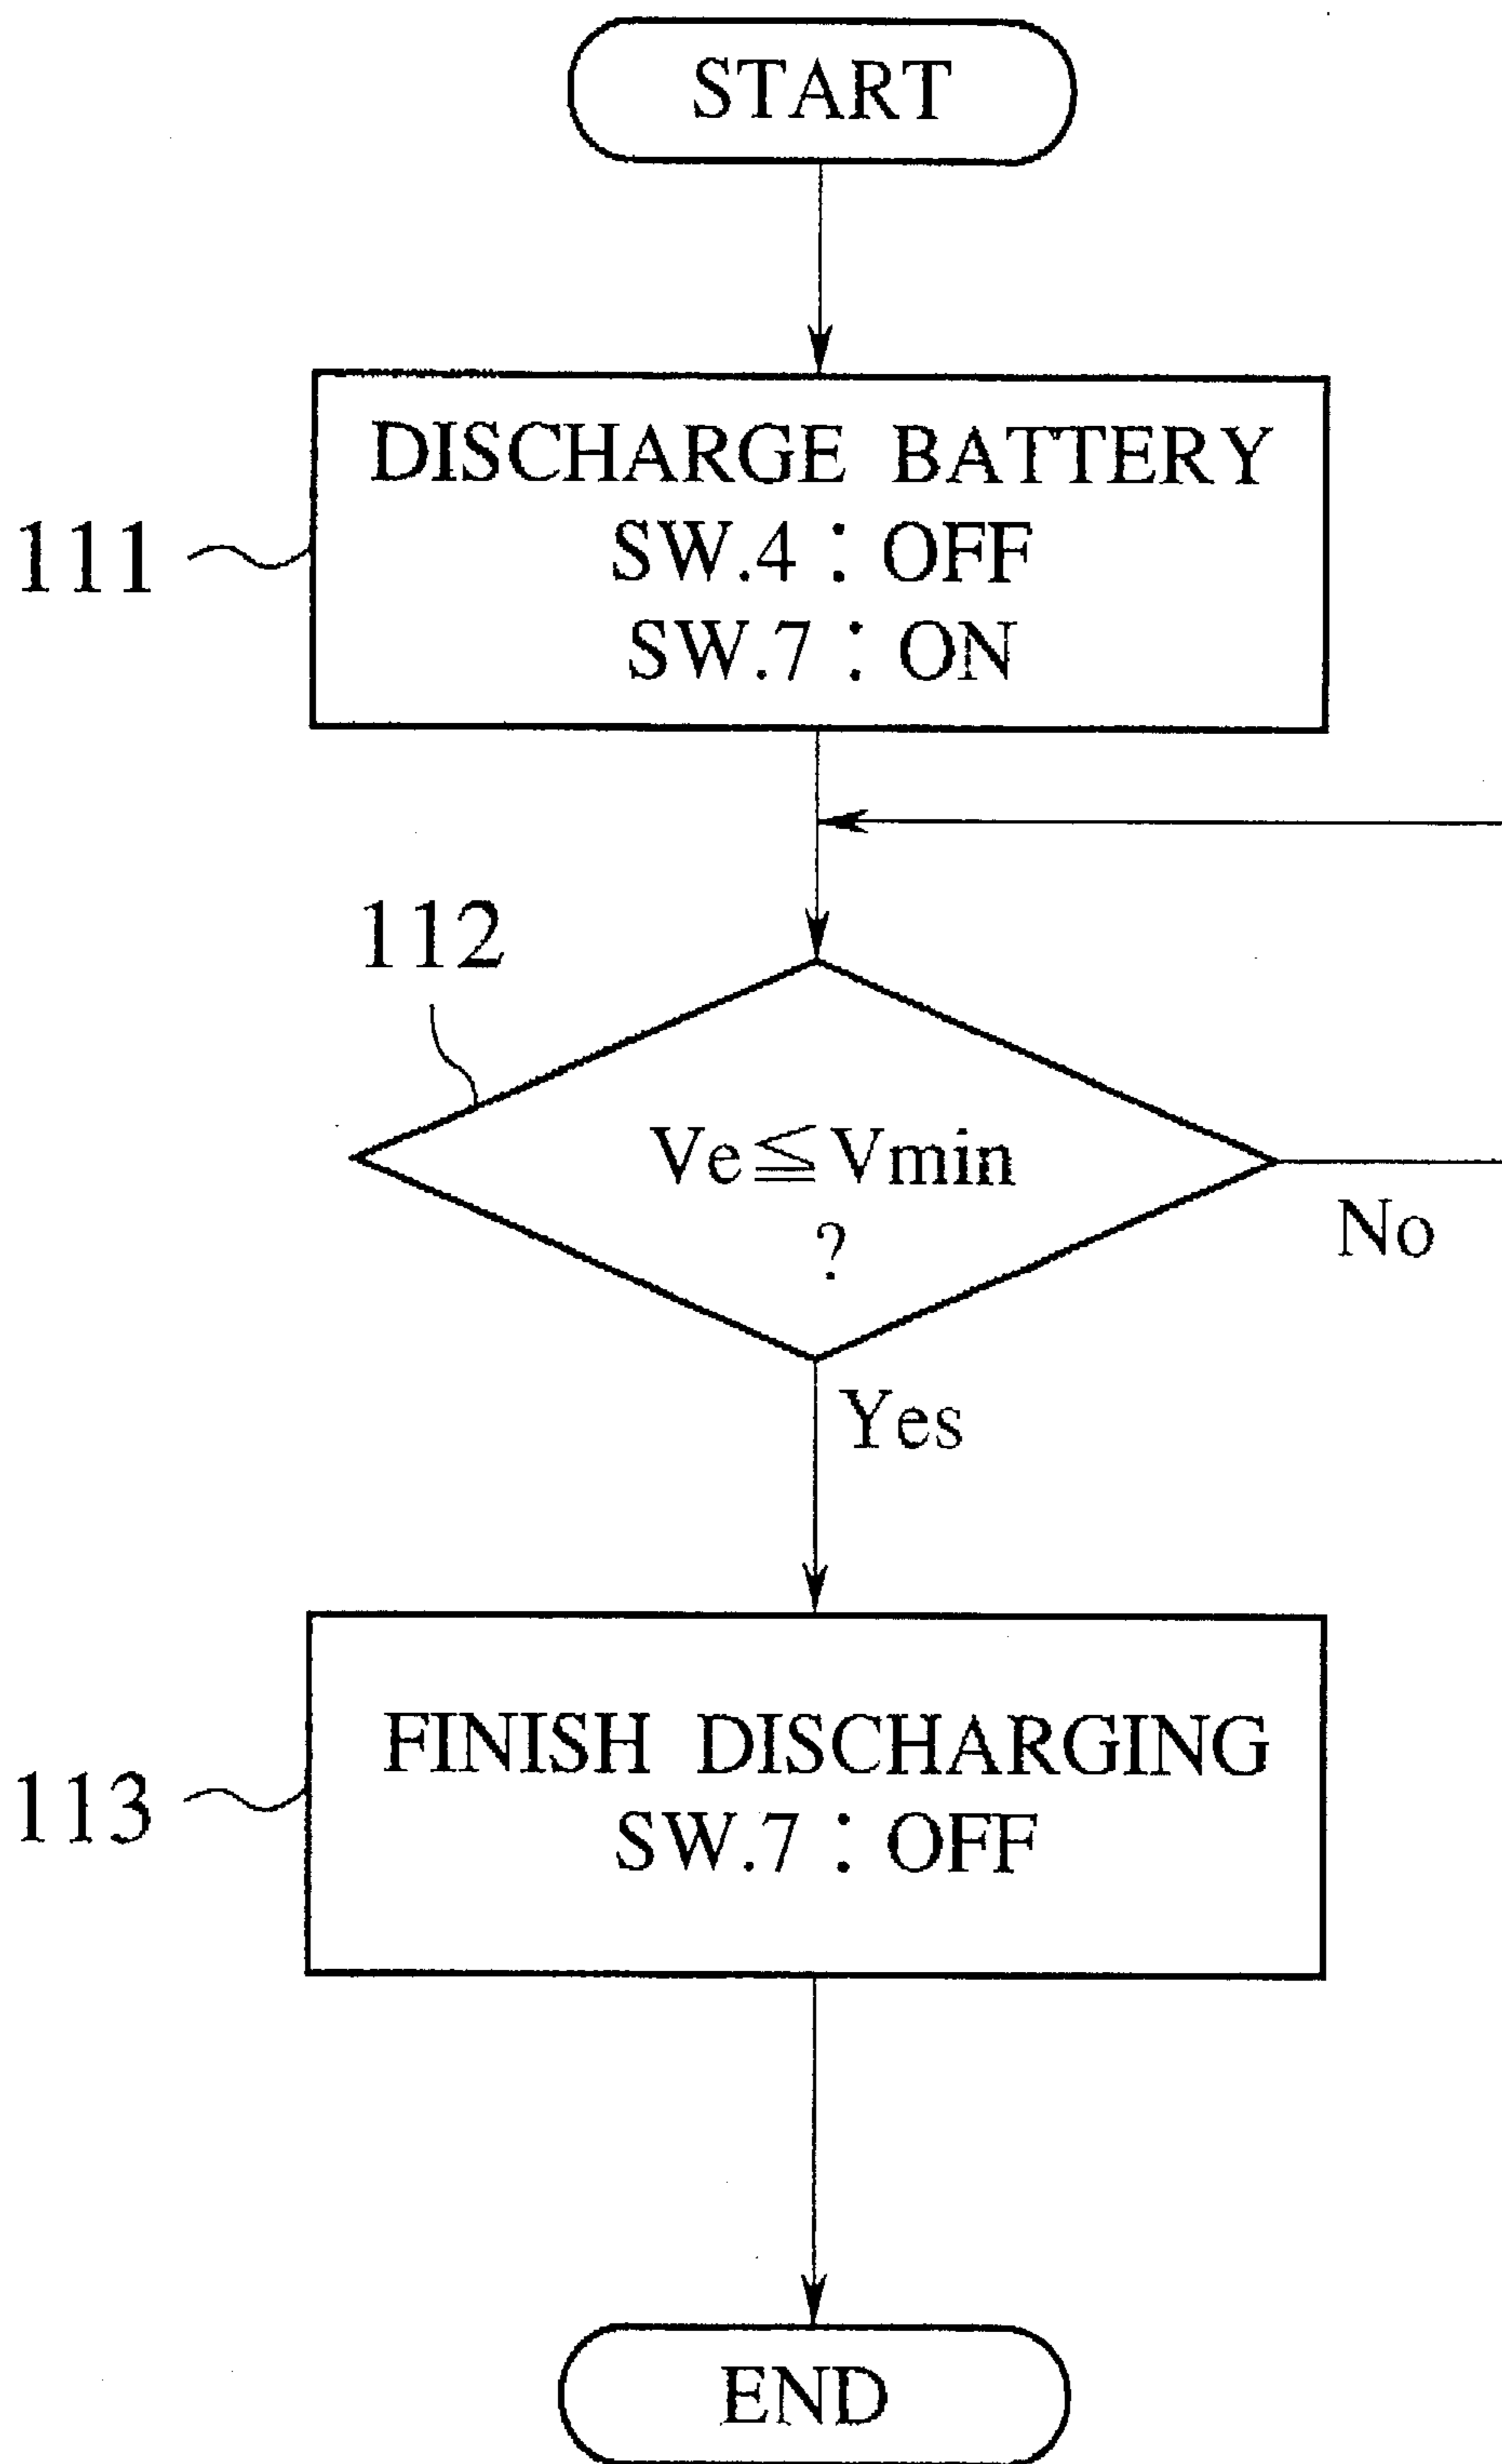 START
DISCHARGE BATTERY
SW.4 : OFF
111
SW.7 : ON
112
Ve≦Vmin
?
No
Yes
FINISH DISCHARGING
113
SW.7 : OFF
END